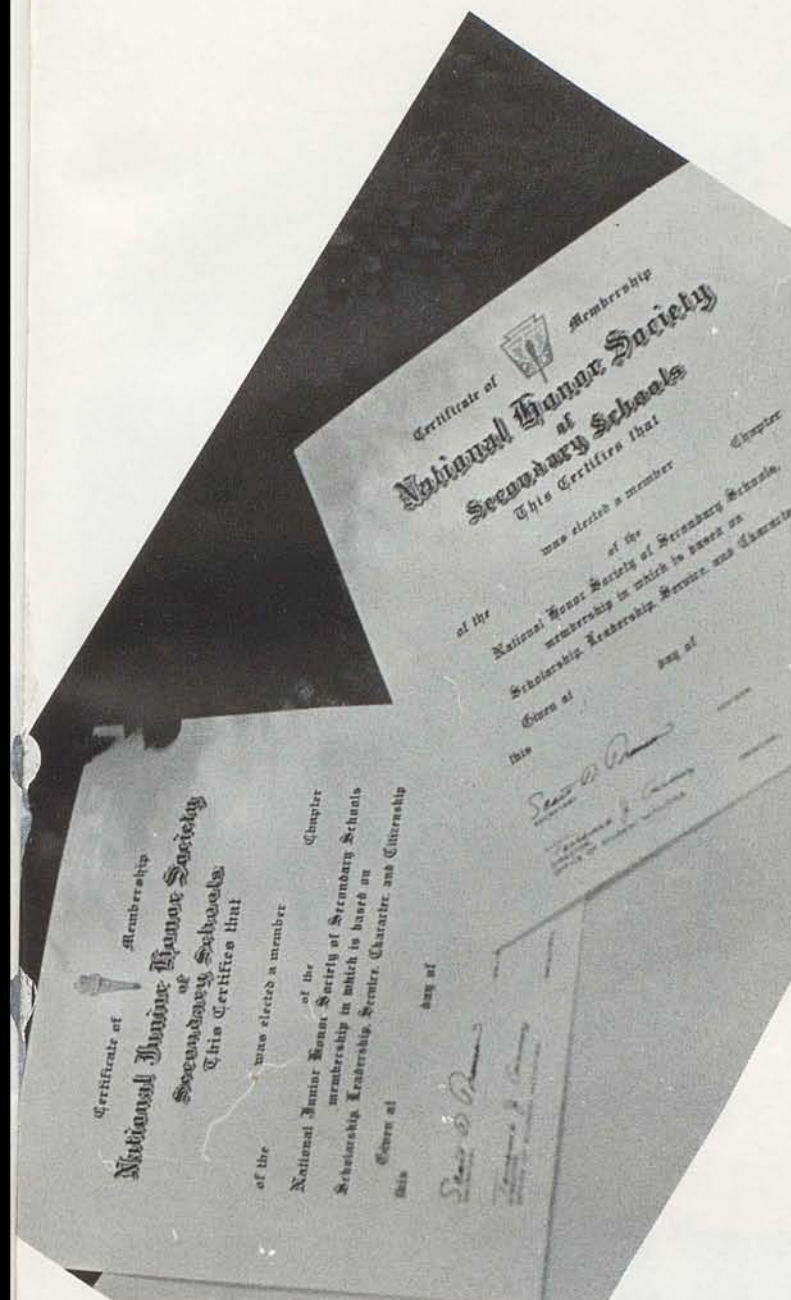 Certificate of Membership
National Honor Society
of
Secondary Schools
This Certifies that
was elected a member
of the Chapter
of the
National Honor Society of Secondary Schools,
membership in which is based on
Scholarship, Leadership, Service, and Character
Given at
this day of
Certificate of Membership
National Junior Honor Society
of
Secondary Schools
This Certifies that
was elected a member
of the Chapter
of the
National Junior Honor Society of Secondary Schools
membership in which is based on
Scholarship, Leadership, Service, Character, and Citizenship
Given at
this day of